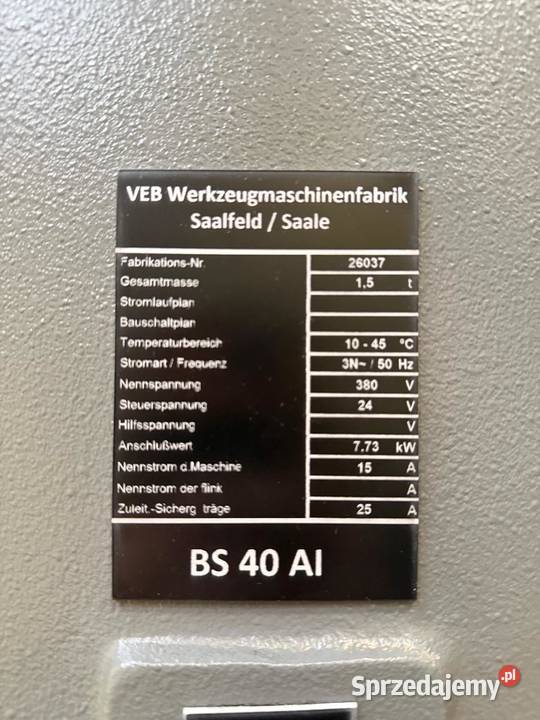 VEB Werkzeugmaschinenfabrik
Saalfeld / Saale
Fabrikations-Nr. 26037
Gesamtmasse 1,5 t
Stromlaufplan
Bauschaltplan
Temperaturbereich 10 - 45 °C
Stromart / Frequenz 3N~ / 50 Hz
Nennspannung 380 V
Steuerspannung 24 V
Hilfsspannung V
Anschlußwert 7,73 kW
Nennstrom d.Maschine 15 A
Nennstrom der flink A
Zuleit.-Sicherg träge 25 A
BS 40 AI
Sprzedajemy.pl